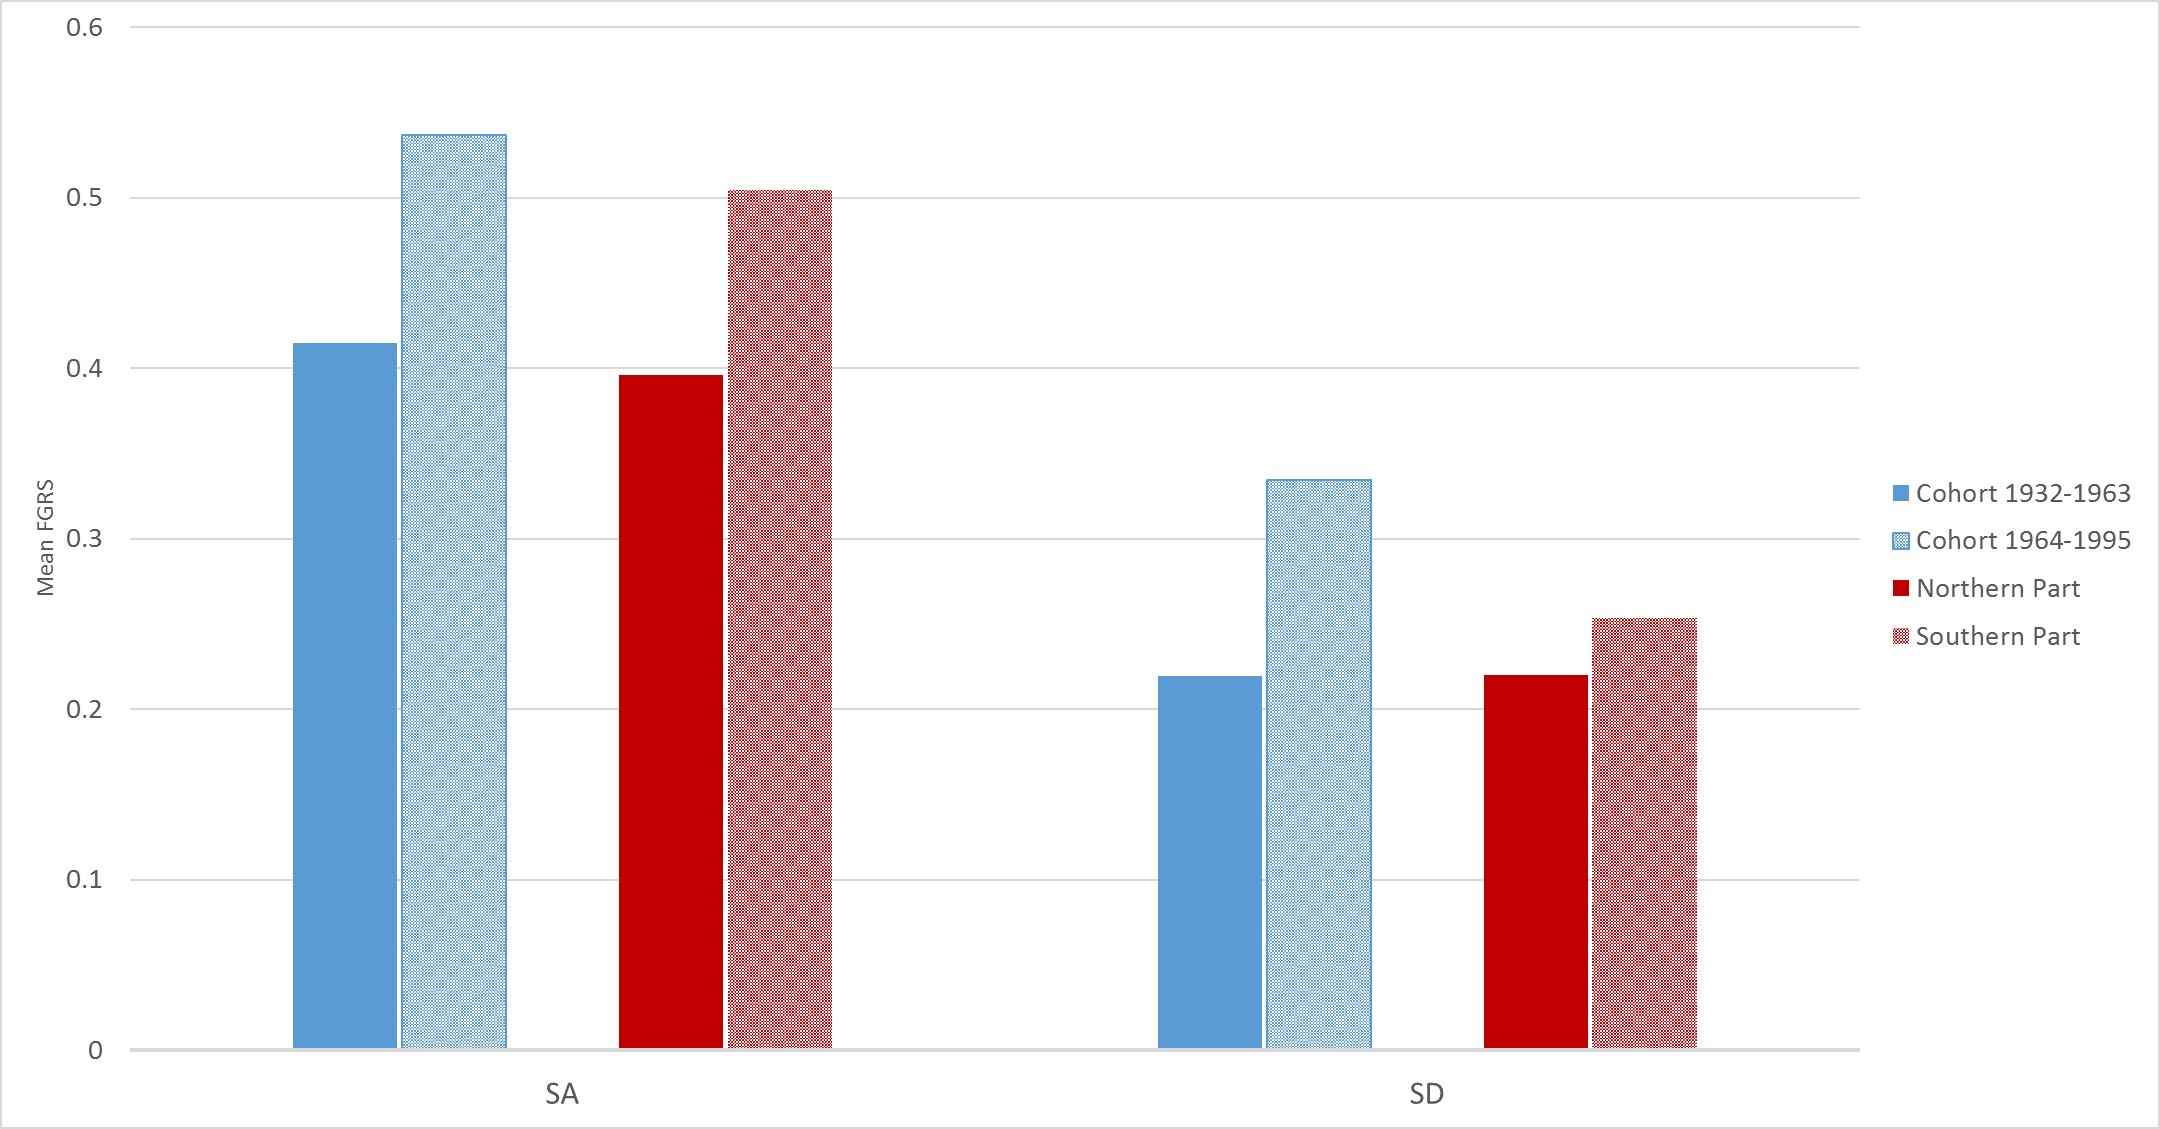 0.6
0.5
0.4
0.3
0.2
0.1
0
Mean FGRS
SA
SD
Cohort 1932-1963
Cohort 1964-1995
Northern Part
Southern Part